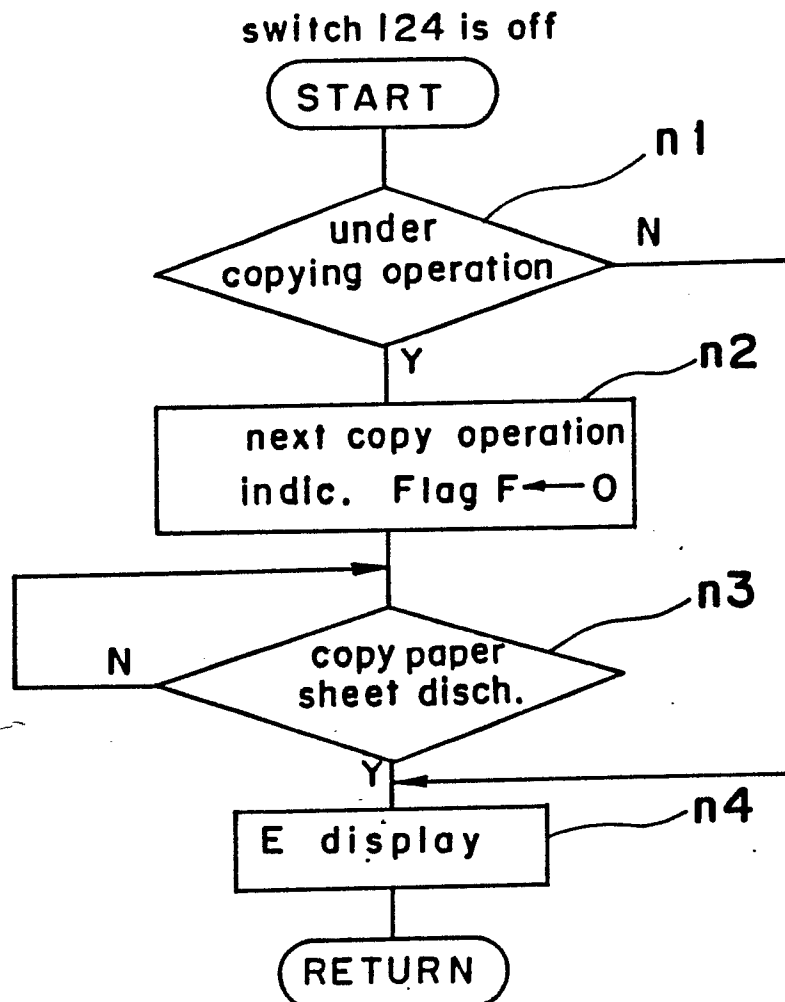 switch 124 is off
START
n1
under
copying operation
N
Y
n2
next copy operation
indic. Flag F←0
n3
copy paper
sheet disch.
N
Y
n4
E display
RETURN